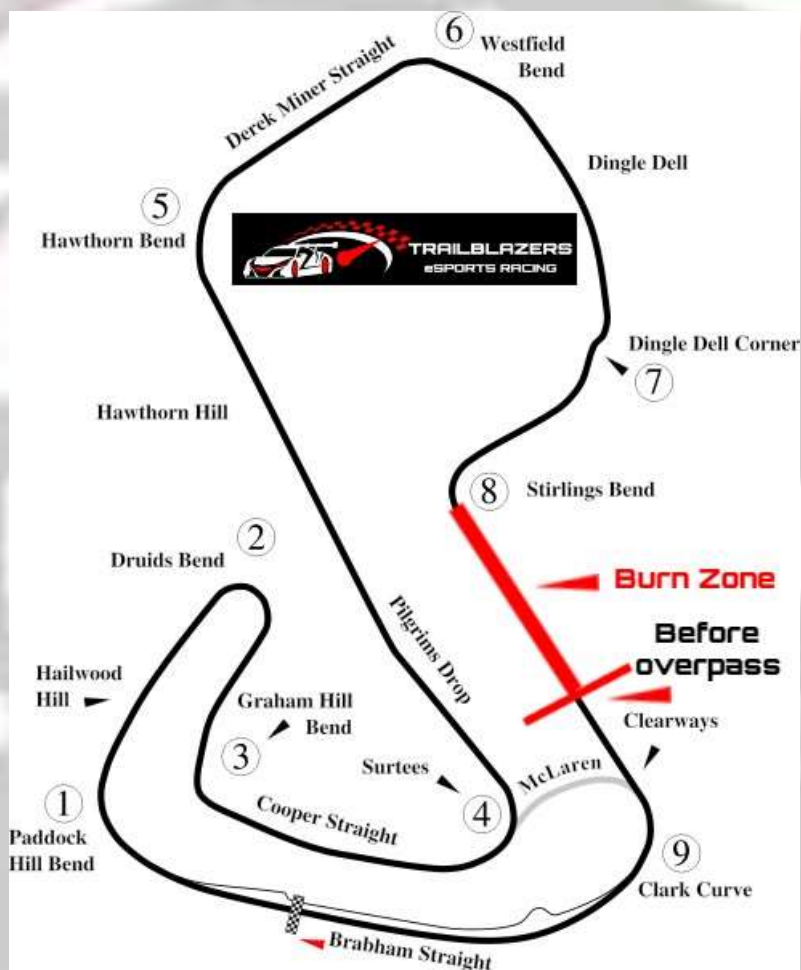 6
Westfield
Bend
Derek Miner Straight
Dingle Dell
5
Hawthorn Bend
TRAILBLAZERS
eSPORTS RACING
Dingle Dell Corner
7
Hawthorn Hill
8
Stirlings Bend
2
Druids Bend
Burn Zone
Pilgrims Drop
Before
overpass
Hailwood
Hill
Graham Hill
Bend
3
Clearways
Surtees
McLaren
4
1
Paddock
Hill Bend
Cooper Straight
9
Clark Curve
Brabham Straight